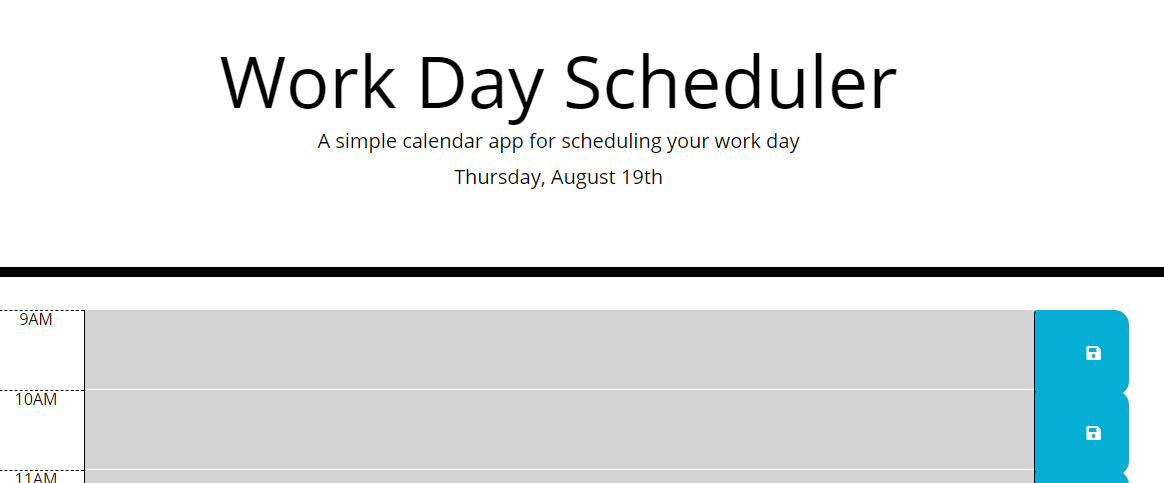 Work Day Scheduler
A simple calendar app for scheduling your work day
Thursday, August 19th
9AM
10AM
11AM